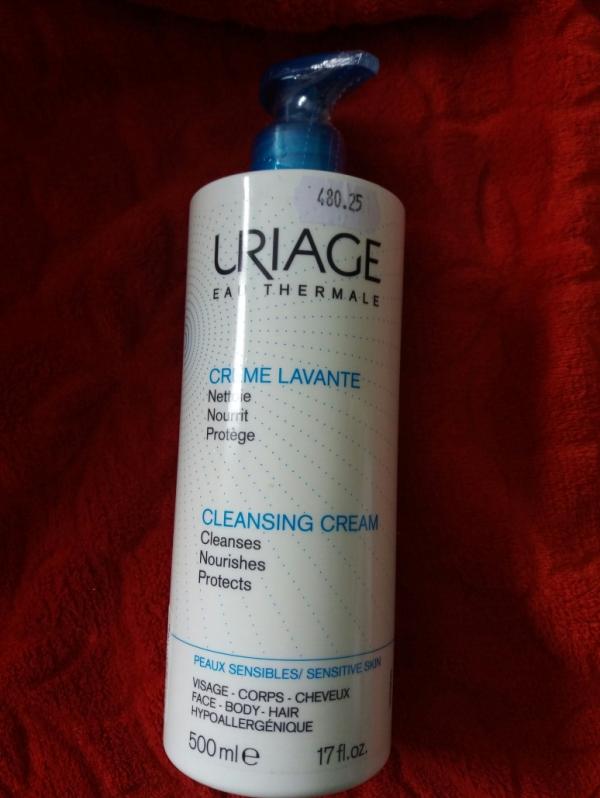 480.25
URIAGE
EAU THERMALE
CRÈME LAVANTE
Nettoie
Nourrit
Protège
CLEANSING CREAM
Cleanses
Nourishes
Protects
PEAUX SENSIBLES/ SENSITIVE SKIN
VISAGE - CORPS - CHEVEUX
FACE - BODY - HAIR
HYPOALLERGÉNIQUE
500 ml e 17 fl.oz.